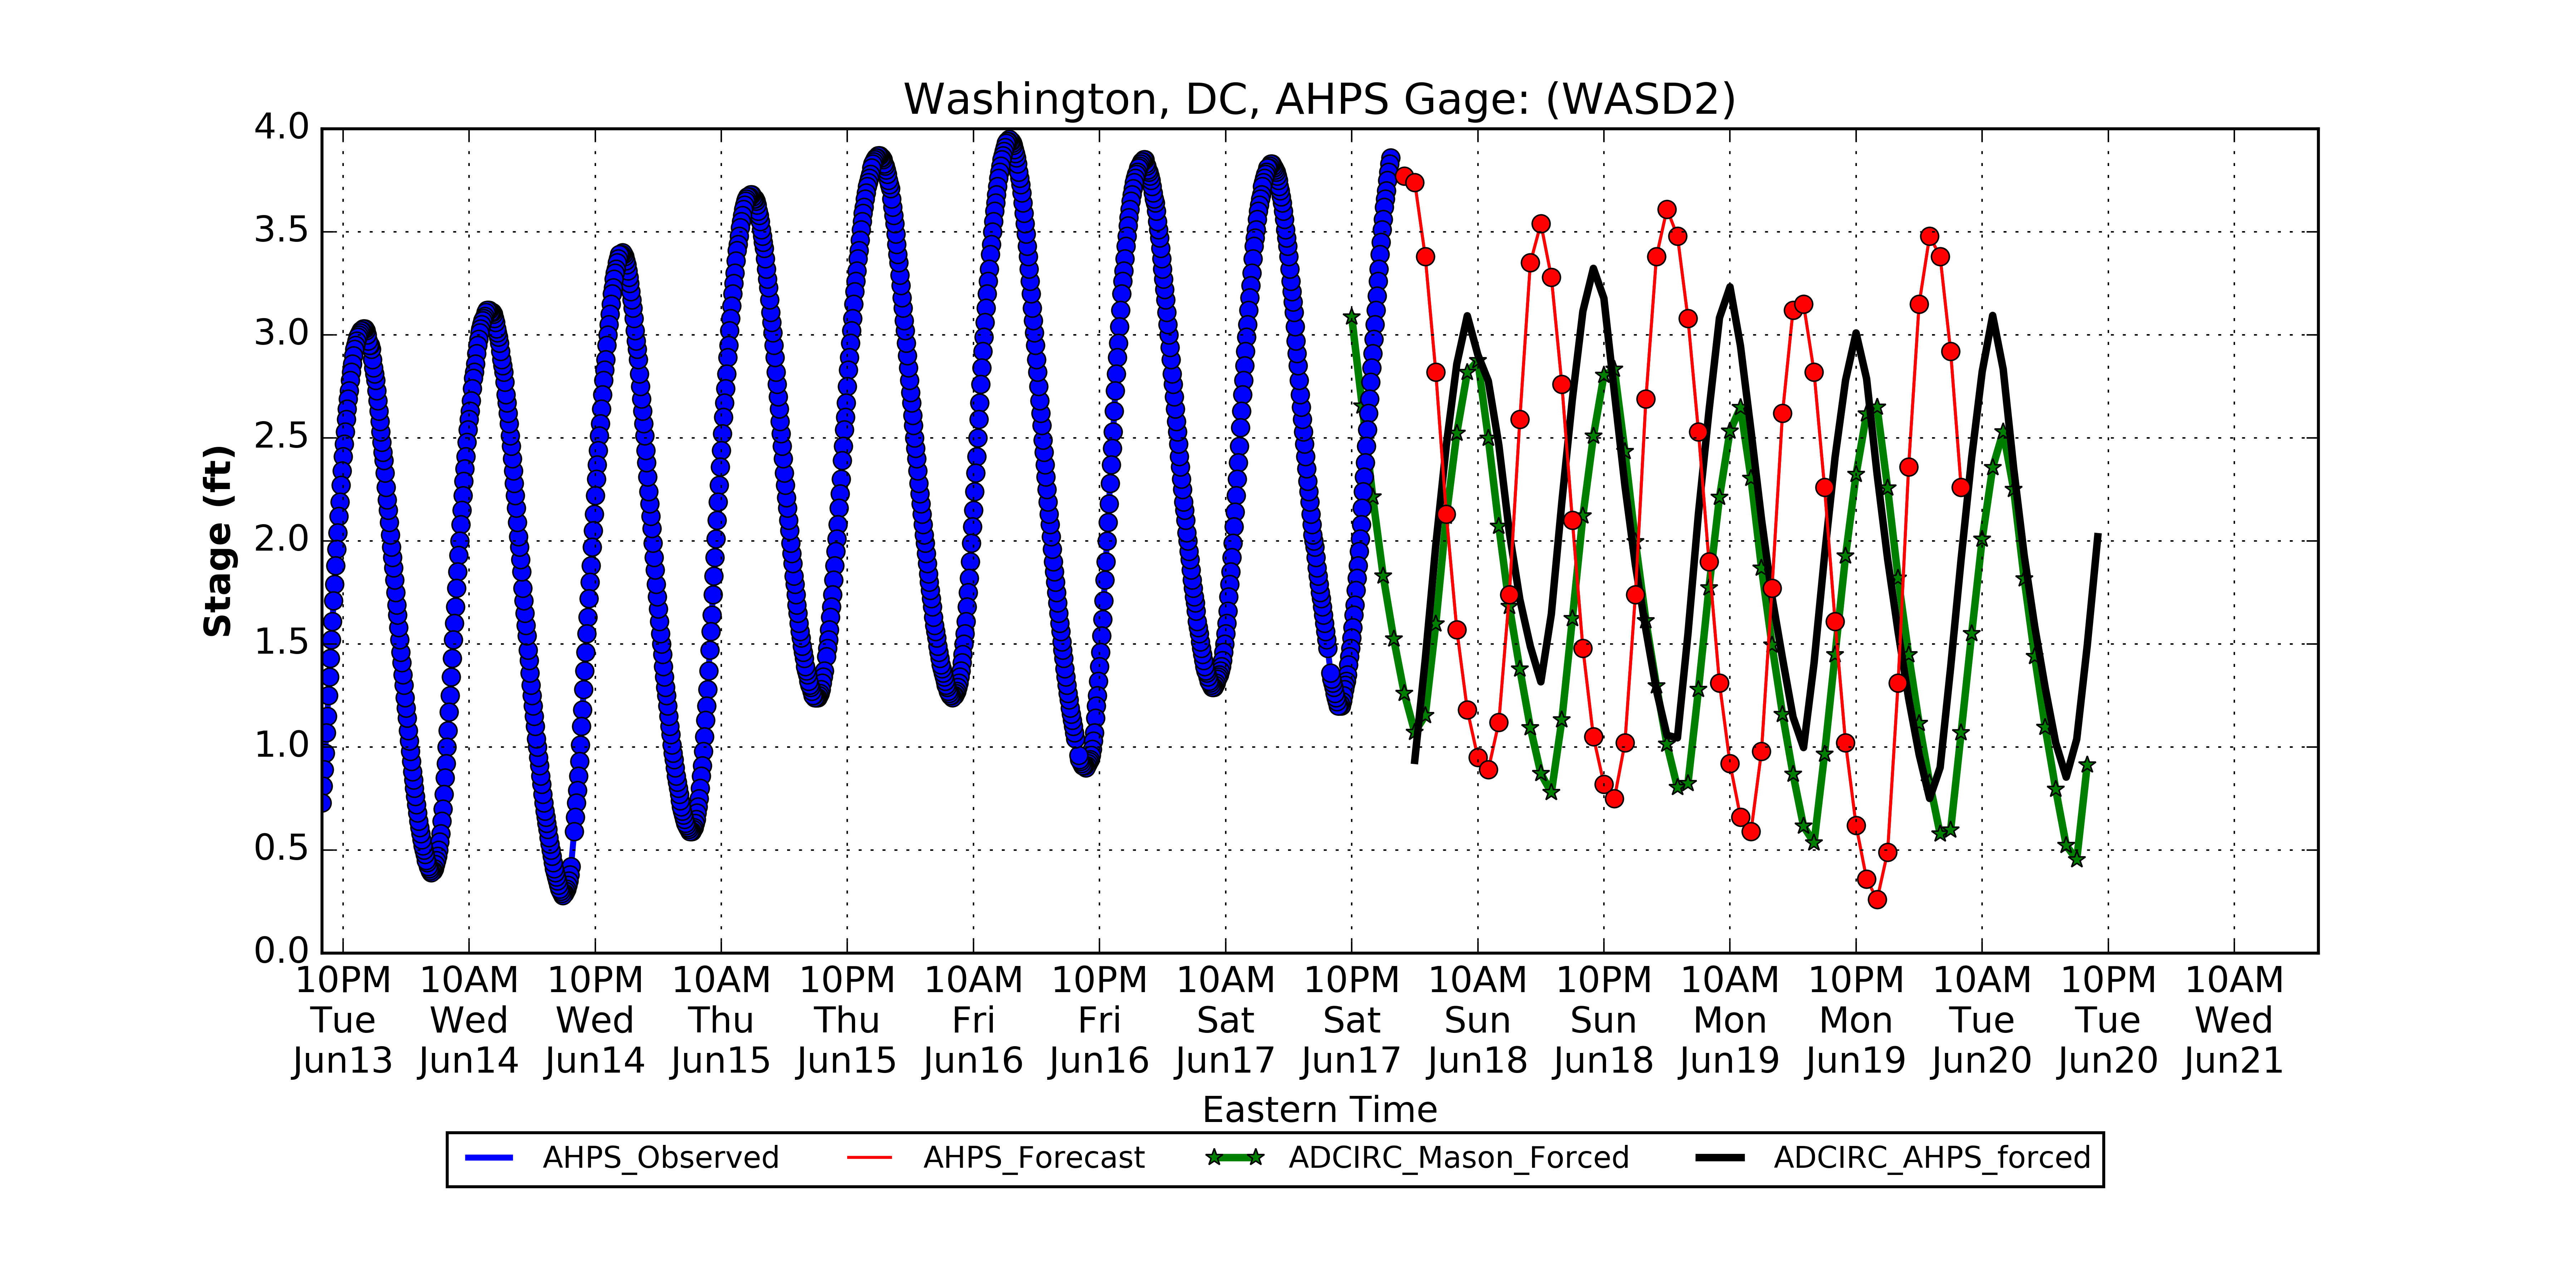 Washington, DC, AHPS Gage: (WASD2)
4.0
3.5
3.0
2.5
2.0
1.5
1.0
0.5
0.0
Stage (ft)
10PM 10AM 10PM 10AM 10PM 10AM 10PM 10AM 10PM 10AM 10PM 10AM 10PM 10AM 10PM 10AM
Tue Wed Wed Thu Thu Fri Fri Sat Sat Sun Sun Mon Mon Tue Tue Wed
Jun13 Jun14 Jun14 Jun15 Jun15 Jun16 Jun16 Jun17 Jun17 Jun18 Jun18 Jun19 Jun19 Jun20 Jun20 Jun21
Eastern Time
AHPS_Observed AHPS_Forecast ADCIRC_Mason_Forced ADCIRC_AHPS_forced